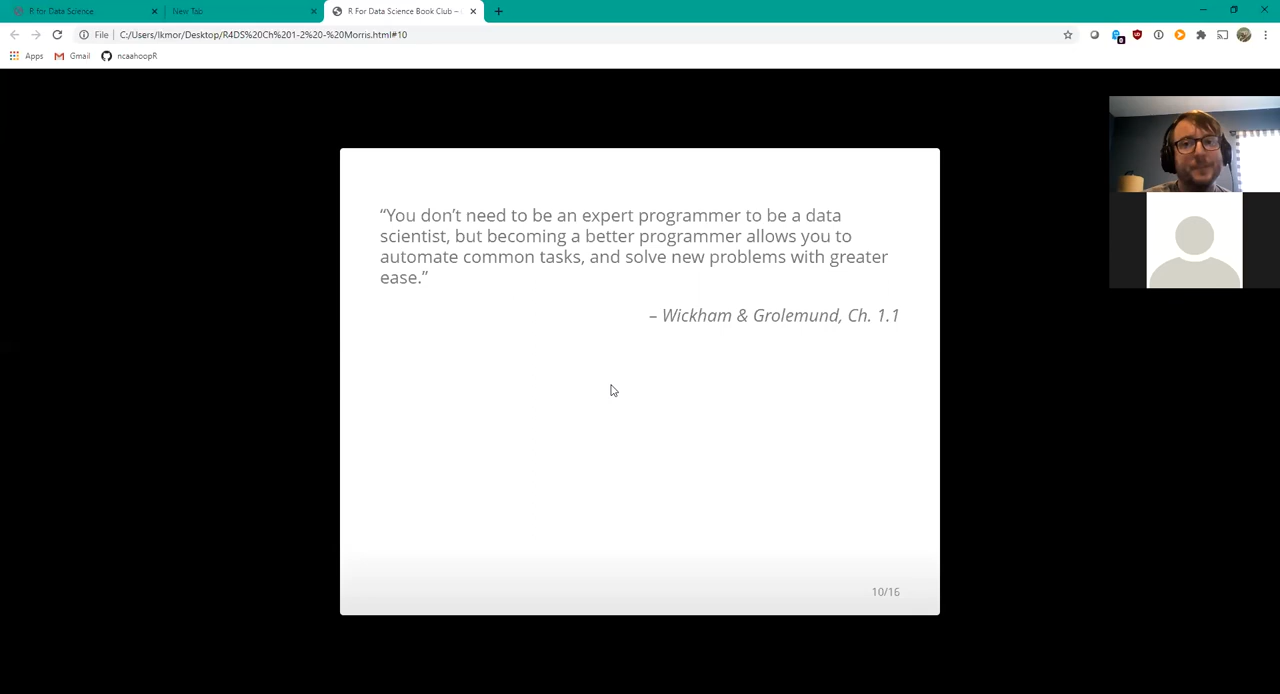 R for Data Science
New Tab
R For Data Science Book Club –
File
C:/Users/lkmor/Desktop/R4DS%20Ch%201-2%20-%20Morris.html#10
Apps
Gmail
ncaahoopR
“You don’t need to be an expert programmer to be a data
scientist, but becoming a better programmer allows you to
automate common tasks, and solve new problems with greater
ease.”
– Wickham & Grolemund, Ch. 1.1
10/16